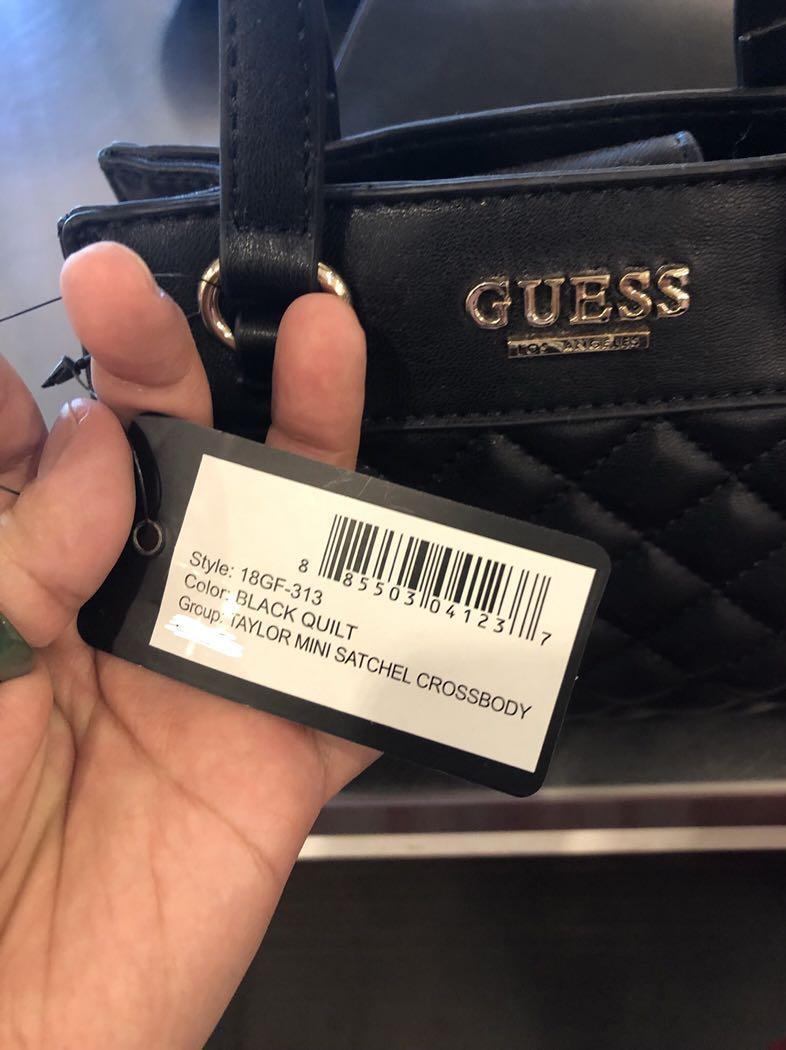 GUESS
LOS ANGELES
8 85503 04123 7
Style: 18GF-313
Color: BLACK QUILT
Group: TAYLOR MINI SATCHEL CROSSBODY